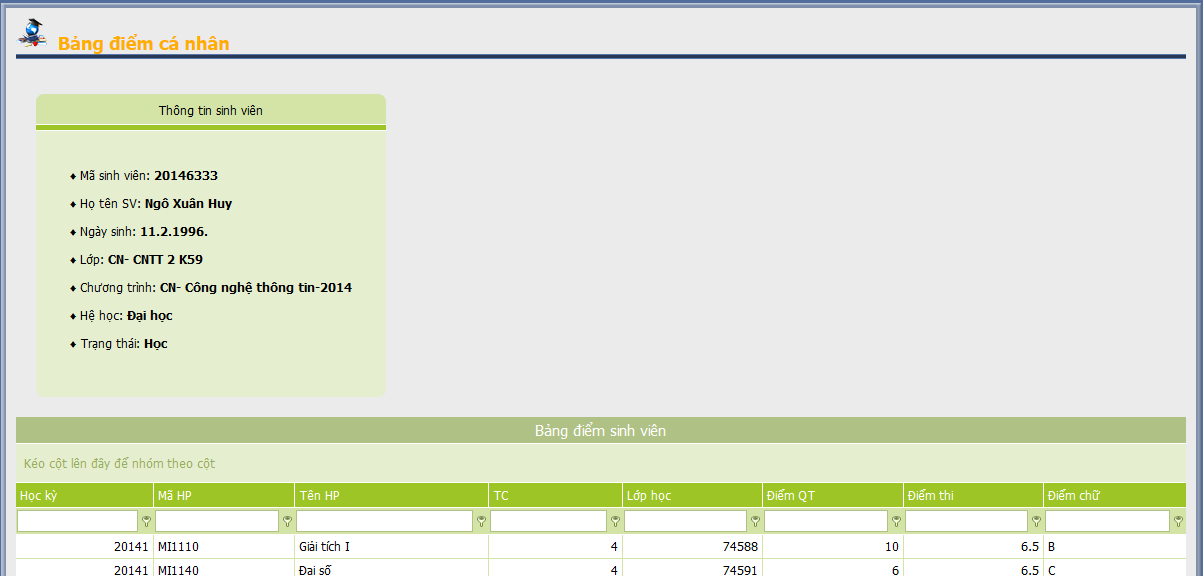 Bảng điểm cá nhân
Thông tin sinh viên
♦ Mã sinh viên: 20146333
♦ Họ tên SV: Ngô Xuân Huy
♦ Ngày sinh: 11.2.1996.
♦ Lớp: CN- CNTT 2 K59
♦ Chương trình: CN- Công nghệ thông tin-2014
♦ Hệ học: Đại học
♦ Trạng thái: Học
Bảng điểm sinh viên
Kéo cột lên đây để nhóm theo cột
Học kỳ Mã HP Tên HP TC Lớp học Điểm QT Điểm thi Điểm chữ
20141 MI1110 Giải tích I 4 74588 10 6.5 B
20141 MI1140 Đại số 4 74591 6 6.5 C